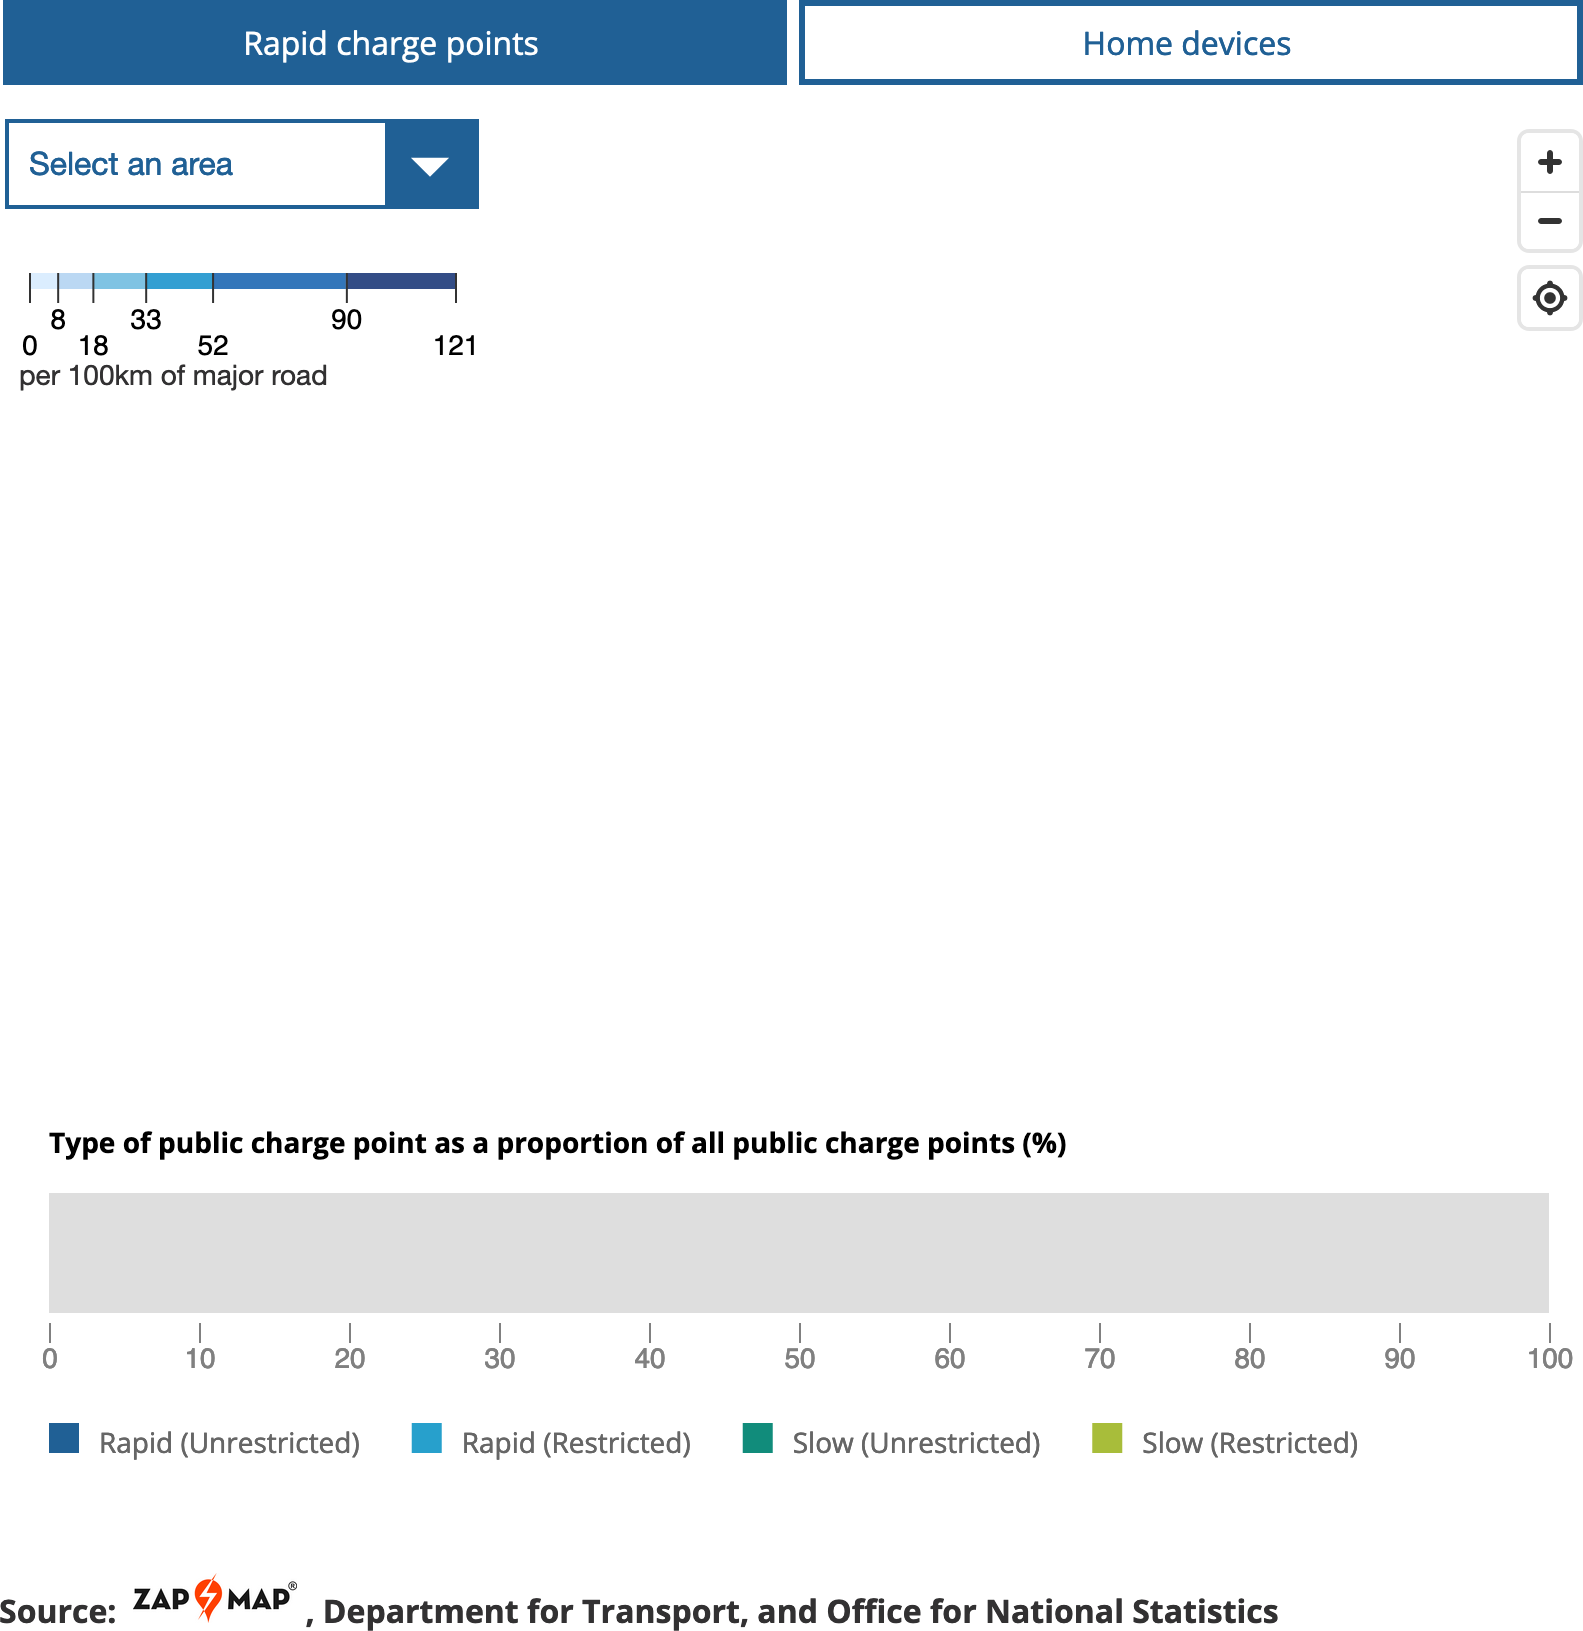 Rapid charge points
Home devices
Select an area
+
−
8 33 90
0 18 52 121
per 100km of major road
Type of public charge point as a proportion of all public charge points (%)
0 10 20 30 40 50 60 70 80 90 100
Rapid (Unrestricted) Rapid (Restricted) Slow (Unrestricted) Slow (Restricted)
Source: ZAP MAP® , Department for Transport, and Office for National Statistics